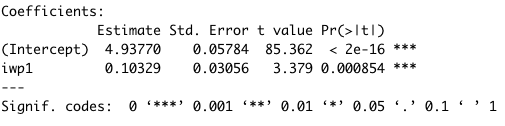 Coefficients:
Estimate Std. Error t value Pr(>|t|)
(Intercept) 4.93770 0.05784 85.362 < 2e-16 ***
iwp1 0.10329 0.03056 3.379 0.000854 ***
---
Signif. codes: 0 ‘***’ 0.001 ‘**’ 0.01 ‘*’ 0.05 ‘.’ 0.1 ‘ ’ 1